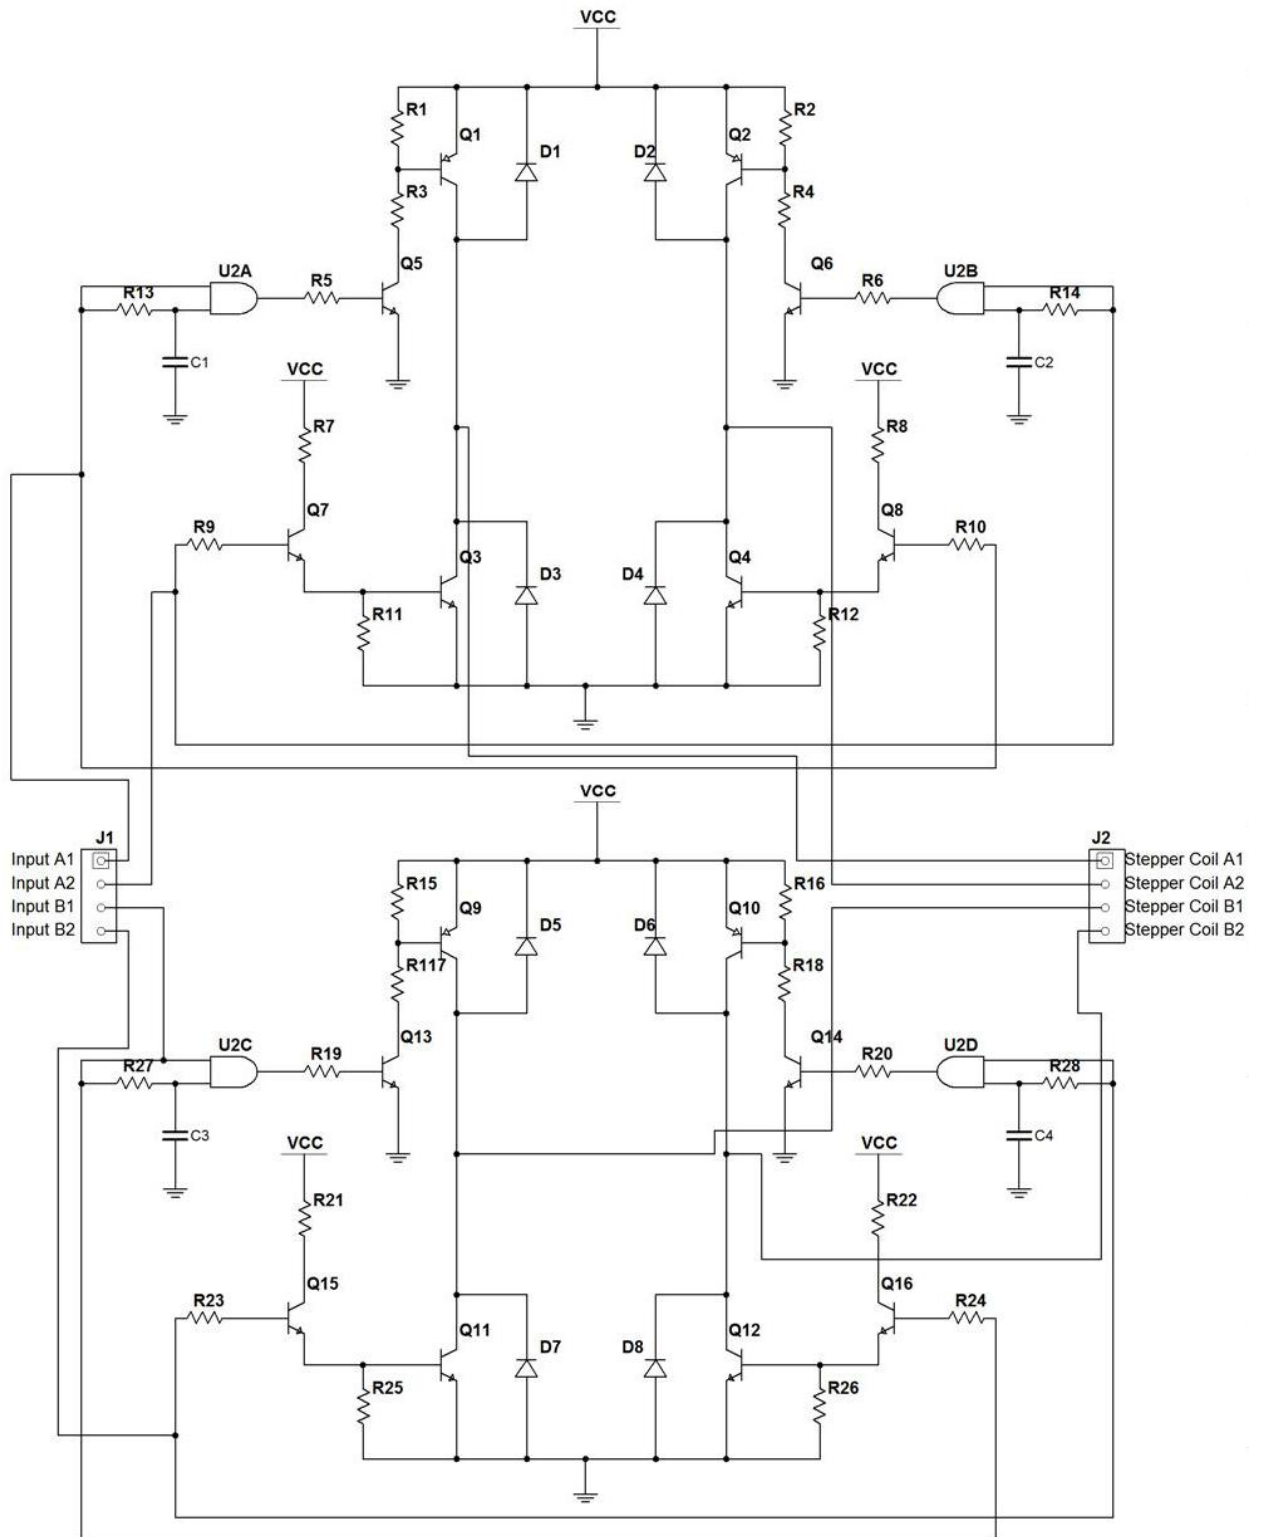 VCC
R1
R2
Q1
Q2
D1
D2
R3
R4
Q5
Q6
U2A
U2B
R5
R6
R13
R14
C1
C2
VCC
VCC
R7
R8
Q7
Q8
R9
R10
Q3
Q4
D3
D4
R11
R12
VCC
J1
J2
Input A1
Stepper Coil A1
Input A2
Stepper Coil A2
Input B1
Stepper Coil B1
Input B2
Stepper Coil B2
R15
R16
Q9
Q10
D5
D6
R117
R18
Q13
Q14
U2C
U2D
R19
R20
R27
R28
C3
C4
VCC
VCC
R21
R22
Q15
Q16
R23
R24
Q11
Q12
D7
D8
R25
R26